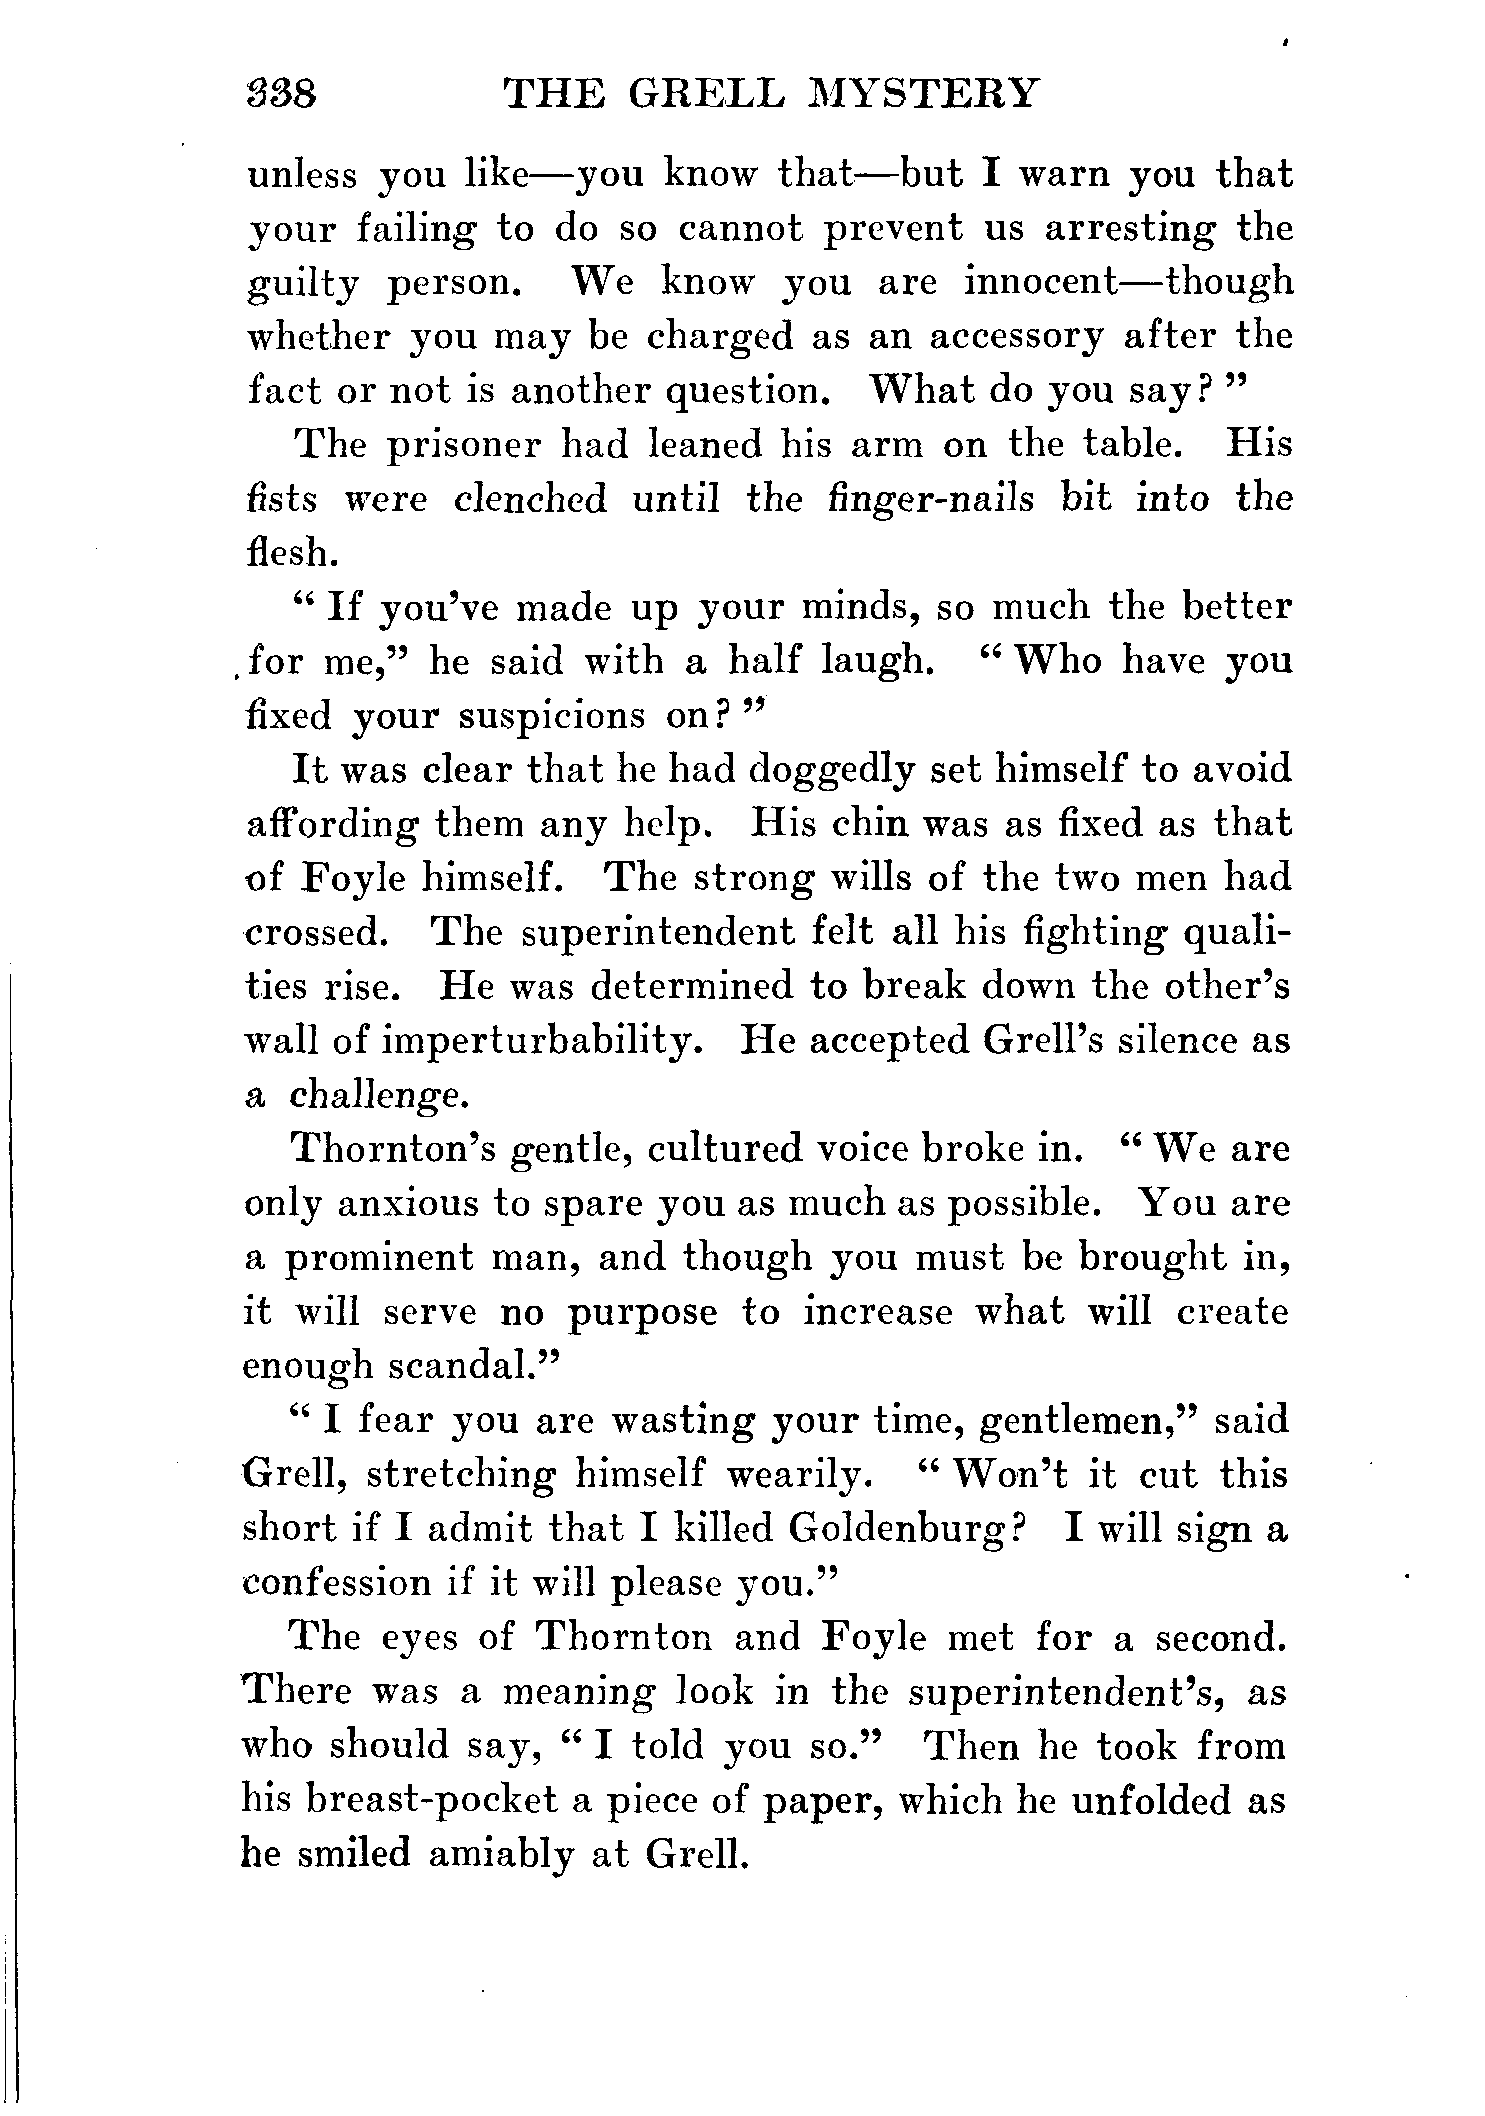 338 THE GRELL MYSTERY
unless you like—you know that—but I warn you that
your failing to do so cannot prevent us arresting the
guilty person. We know you are innocent—though
whether you may be charged as an accessory after the
fact or not is another question. What do you say? ”
The prisoner had leaned his arm on the table. His
fists were clenched until the finger-nails bit into the
flesh.
“ If you’ve made up your minds, so much the better
for me,” he said with a half laugh. “ Who have you
fixed your suspicions on? ”
It was clear that he had doggedly set himself to avoid
affording them any help. His chin was as fixed as that
of Foyle himself. The strong wills of the two men had
crossed. The superintendent felt all his fighting quali-
ties rise. He was determined to break down the other’s
wall of imperturbability. He accepted Grell’s silence as
a challenge.
Thornton’s gentle, cultured voice broke in. “ We are
only anxious to spare you as much as possible. You are
a prominent man, and though you must be brought in,
it will serve no purpose to increase what will create
enough scandal.”
“ I fear you are wasting your time, gentlemen,” said
Grell, stretching himself wearily. “ Won’t it cut this
short if I admit that I killed Goldenburg? I will sign a
confession if it will please you.”
The eyes of Thornton and Foyle met for a second.
There was a meaning look in the superintendent’s, as
who should say, “ I told you so.” Then he took from
his breast-pocket a piece of paper, which he unfolded as
he smiled amiably at Grell.